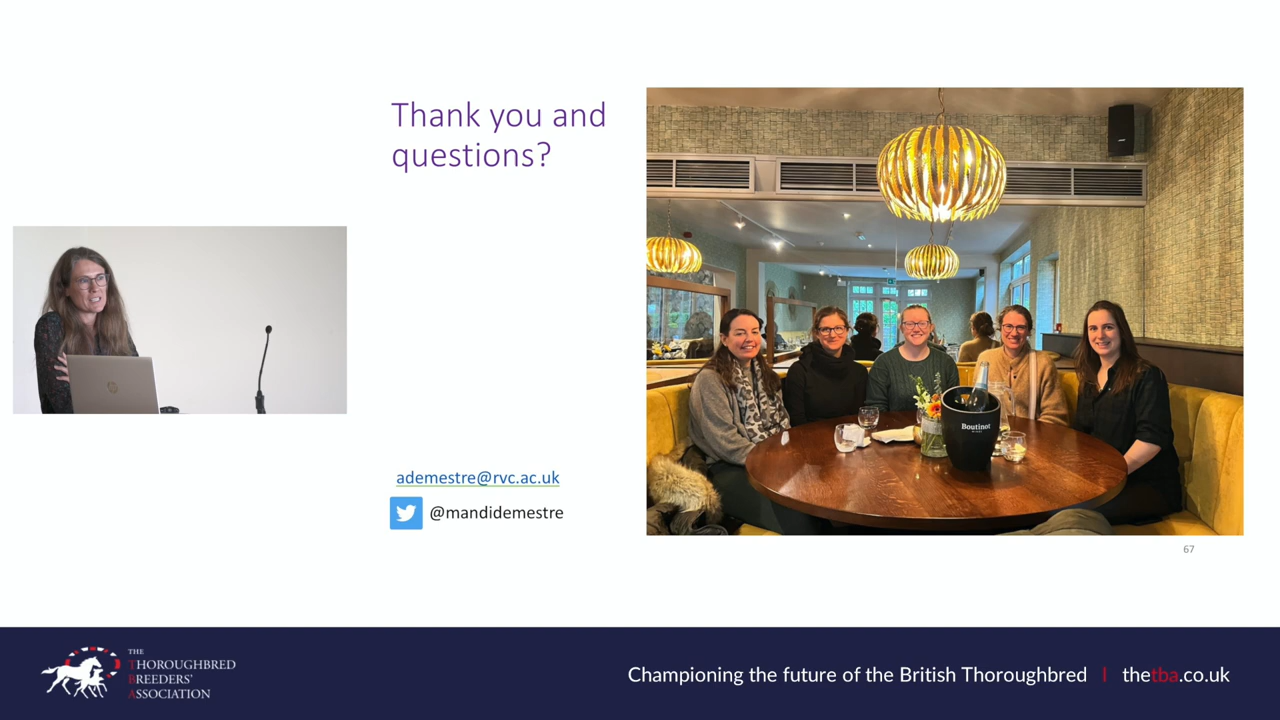 Thank you and
questions?
ademestre@rvc.ac.uk
@mandidemestre
Boutinot
67
THE
THOROUGHBRED
BREEDERS'
ASSOCIATION
Championing the future of the British Thoroughbred | thetba.co.uk